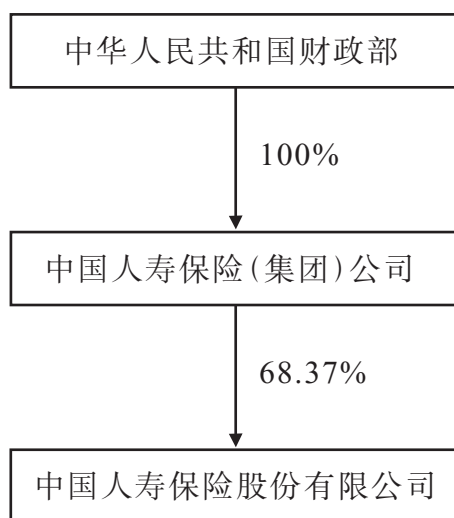 中华人民共和国财政部
100%
中国人寿保险(集团)公司
68.37%
中国人寿保险股份有限公司